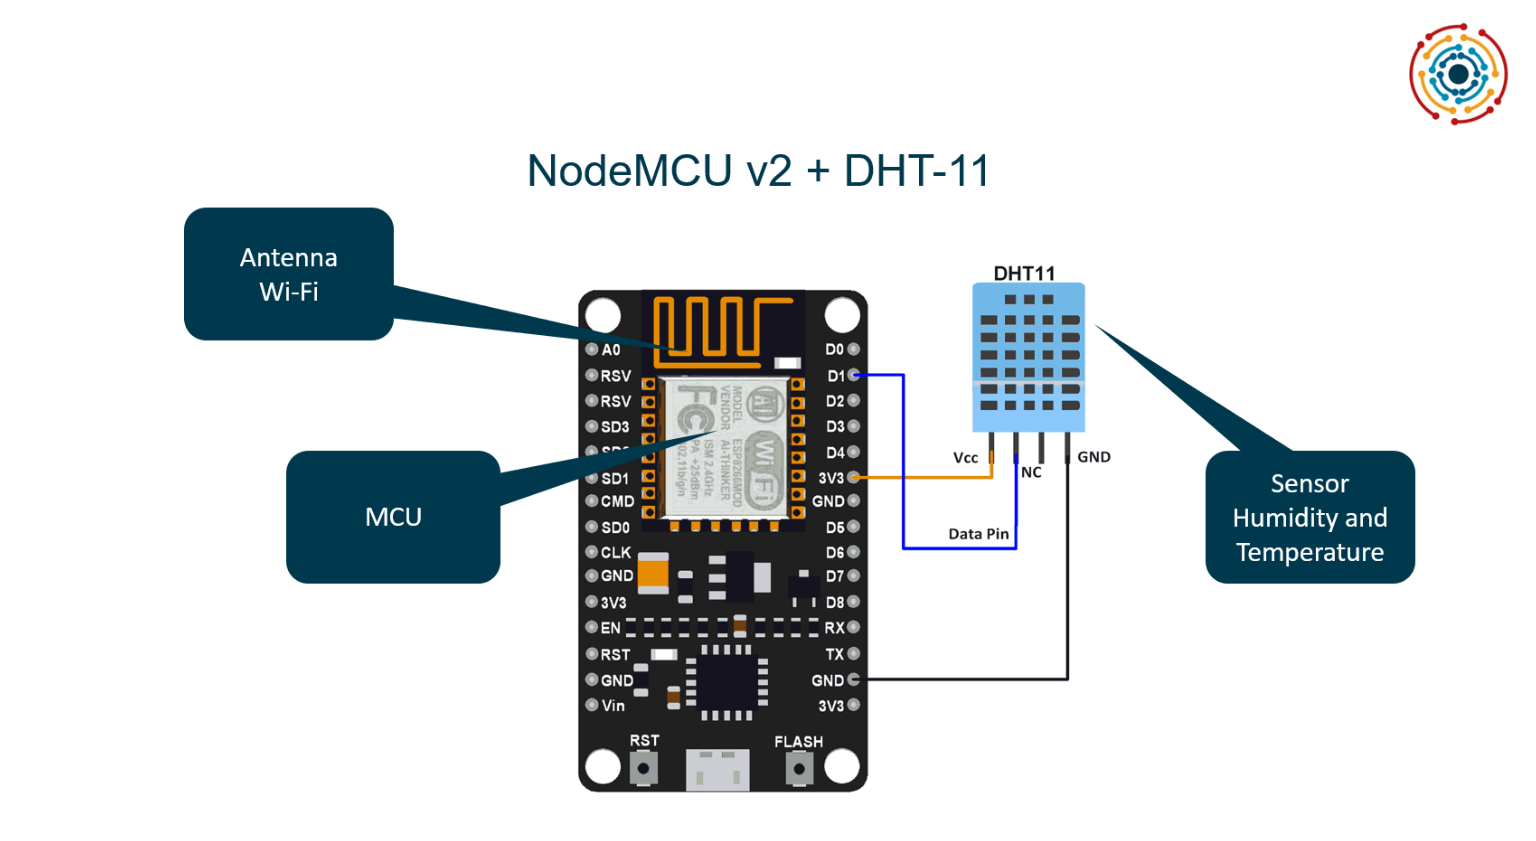 NodeMCU v2 + DHT-11
Antenna
Wi-Fi
MCU
DHT11
Vcc
NC
GND
Data Pin
Sensor
Humidity and
Temperature
A0
RSV
RSV
SD3
SD1
CMD
SD0
CLK
GND
3V3
EN
RST
GND
Vin
D0
D1
D2
D3
D4
3V3
GND
D5
D6
D7
D8
RX
TX
GND
3V3
RST
FLASH
FC
MODEL
VENDOR
ESP8266MOD
AI-THINKER
ISM 2.4GHz
PA +25dBm
802.11b/g/n
AI
Wi Fi